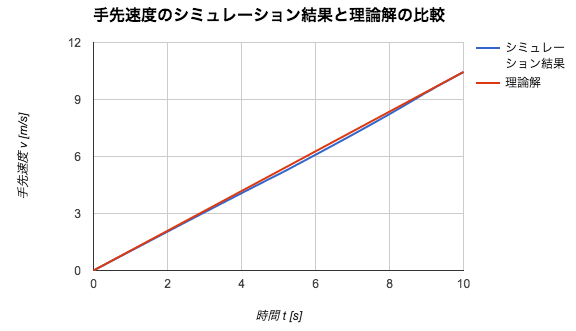 手先速度のシミュレーション結果と理論解の比較
12
9
6
3
0
0 2 4 6 8 10
手先速度 v [m/s]
時間 t [s]
シミュレー
ション結果
理論解